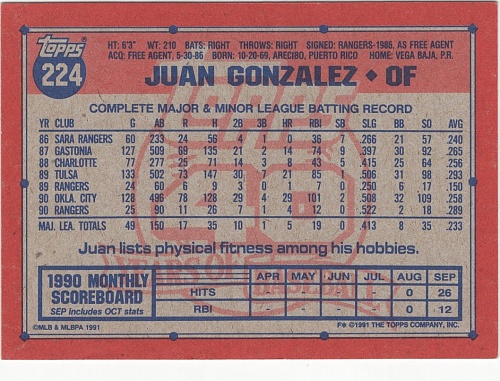 topps
224
HT: 6'3" WT: 210 BATS: RIGHT THROWS: RIGHT SIGNED: RANGERS-1986, AS FREE AGENT
ACQ: FREE AGENT, 5-30-86 BORN: 10-20-69, ARECIBO, PUERTO RICO HOME: VEGA BAJA, P.R.
JUAN GONZALEZ ◆ OF
COMPLETE MAJOR & MINOR LEAGUE BATTING RECORD
YR CLUB G AB R H 2B 3B HR RBI SB SLG BB SO AVG
86 SARA RANGERS 60 233 24 56 4 1 0 36 7 .266 21 57 .240
87 GASTONIA 127 509 69 135 21 2 14 74 9 .397 30 92 .265
88 CHARLOTTE 77 277 25 71 14 3 8 43 5 .415 25 64 .256
89 TULSA 133 502 73 147 30 7 21 85 1 .506 31 98 .293
89 RANGERS 24 60 6 9 3 0 1 7 0 .250 6 17 .150
90 OKLA. CITY 128 496 78 128 29 4 29 101 2 .508 32 109 .258
90 RANGERS 25 90 11 26 7 1 4 12 0 .522 2 18 .289
MAJ. LEA. TOTALS 49 150 17 35 10 1 5 19 0 .413 8 35 .233
Juan lists physical fitness among his hobbies.
1990 MONTHLY SCOREBOARD APR MAY JUN JUL AUG SEP
HITS - - - - 0 26
SEP includes OCT stats RBI - - - - 0 12
©MLB & MLBPA 1991 F* ©1991 THE TOPPS COMPANY, INC.
topps
40
YEARS OF BASEBALL